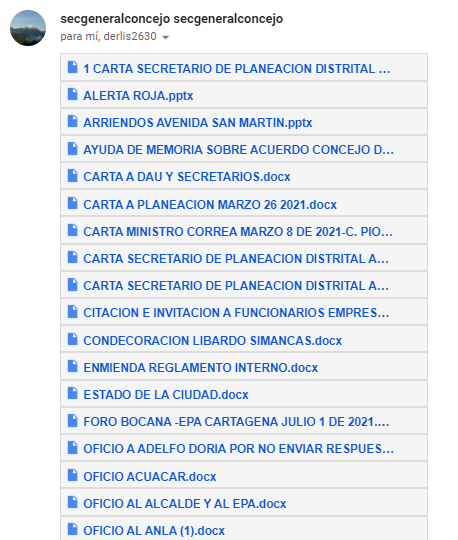 secgeneralconcejo secgeneralconcejo
para mí, derlis2630
1 CARTA SECRETARIO DE PLANEACION DISTRITAL ...
ALERTA ROJA.pptx
ARRIENDOS AVENIDA SAN MARTIN.pptx
AYUDA DE MEMORIA SOBRE ACUERDO CONCEJO D...
CARTA A DAU Y SECRETARIOS.docx
CARTA A PLANEACION MARZO 26 2021.docx
CARTA MINISTRO CORREA MARZO 8 DE 2021-C. PIO...
CARTA SECRETARIO DE PLANEACION DISTRITAL A...
CARTA SECRETARIO DE PLANEACION DISTRITAL A...
CITACION E INVITACION A FUNCIONARIOS EMPRES...
CONDECORACION LIBARDO SIMANCAS.docx
ENMIENDA REGLAMENTO INTERNO.docx
ESTADO DE LA CIUDAD.docx
FORO BOCANA -EPA CARTAGENA JULIO 1 DE 2021....
OFICIO A ADELFO DORIA POR NO ENVIAR RESPUES...
OFICIO ACUACAR.docx
OFICIO AL ALCALDE Y AL EPA.docx
OFICIO AL ANLA (1).docx